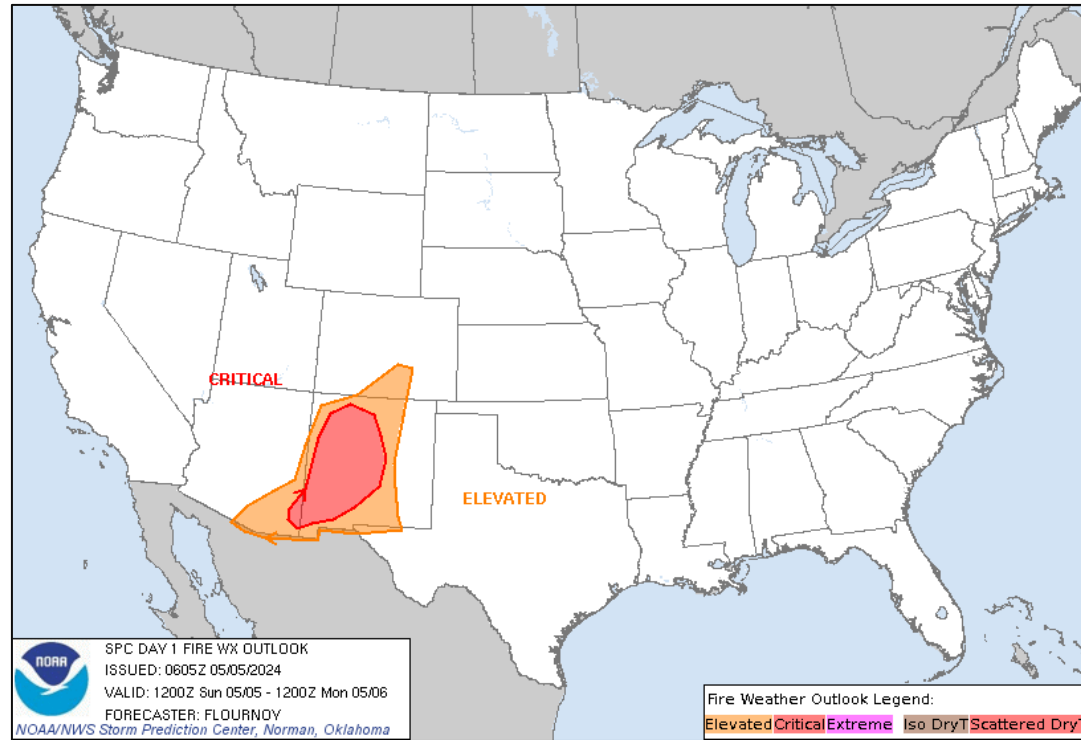 CRITICAL
ELEVATED
NOAA
SPC DAY 1 FIRE WX OUTLOOK
ISSUED: 0605Z 05/05/2024
VALID: 1200Z Sun 05/05 - 1200Z Mon 05/06
FORECASTER: FLOURNOY
NOAA/NWS Storm Prediction Center, Norman, Oklahoma
Fire Weather Outlook Legend:
Elevated Critical Extreme Iso DryT Scattered DryT